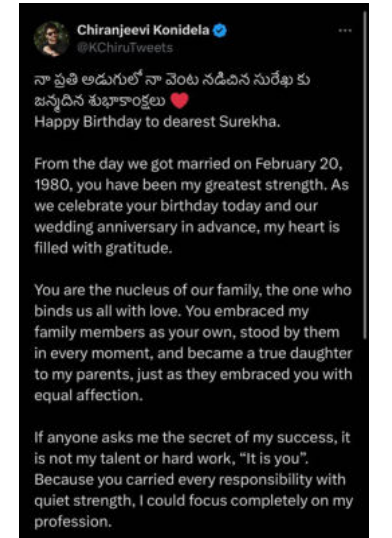 Chiranjeevi Konidela
@KChiruTweets
నా ప్రతి అడుగులో నా వెంట నడిచిన సురేఖ కు
జన్మదిన శుభాకాంక్షలు ❤️
Happy Birthday to dearest Surekha.
From the day we got married on February 20,
1980, you have been my greatest strength. As
we celebrate your birthday today and our
wedding anniversary in advance, my heart is
filled with gratitude.
You are the nucleus of our family, the one who
binds us all with love. You embraced my
family members as your own, stood by them
in every moment, and became a true daughter
to my parents, just as they embraced you with
equal affection.
If anyone asks me the secret of my success, it
is not my talent or hard work, “It is you”.
Because you carried every responsibility with
quiet strength, I could focus completely on my
profession.